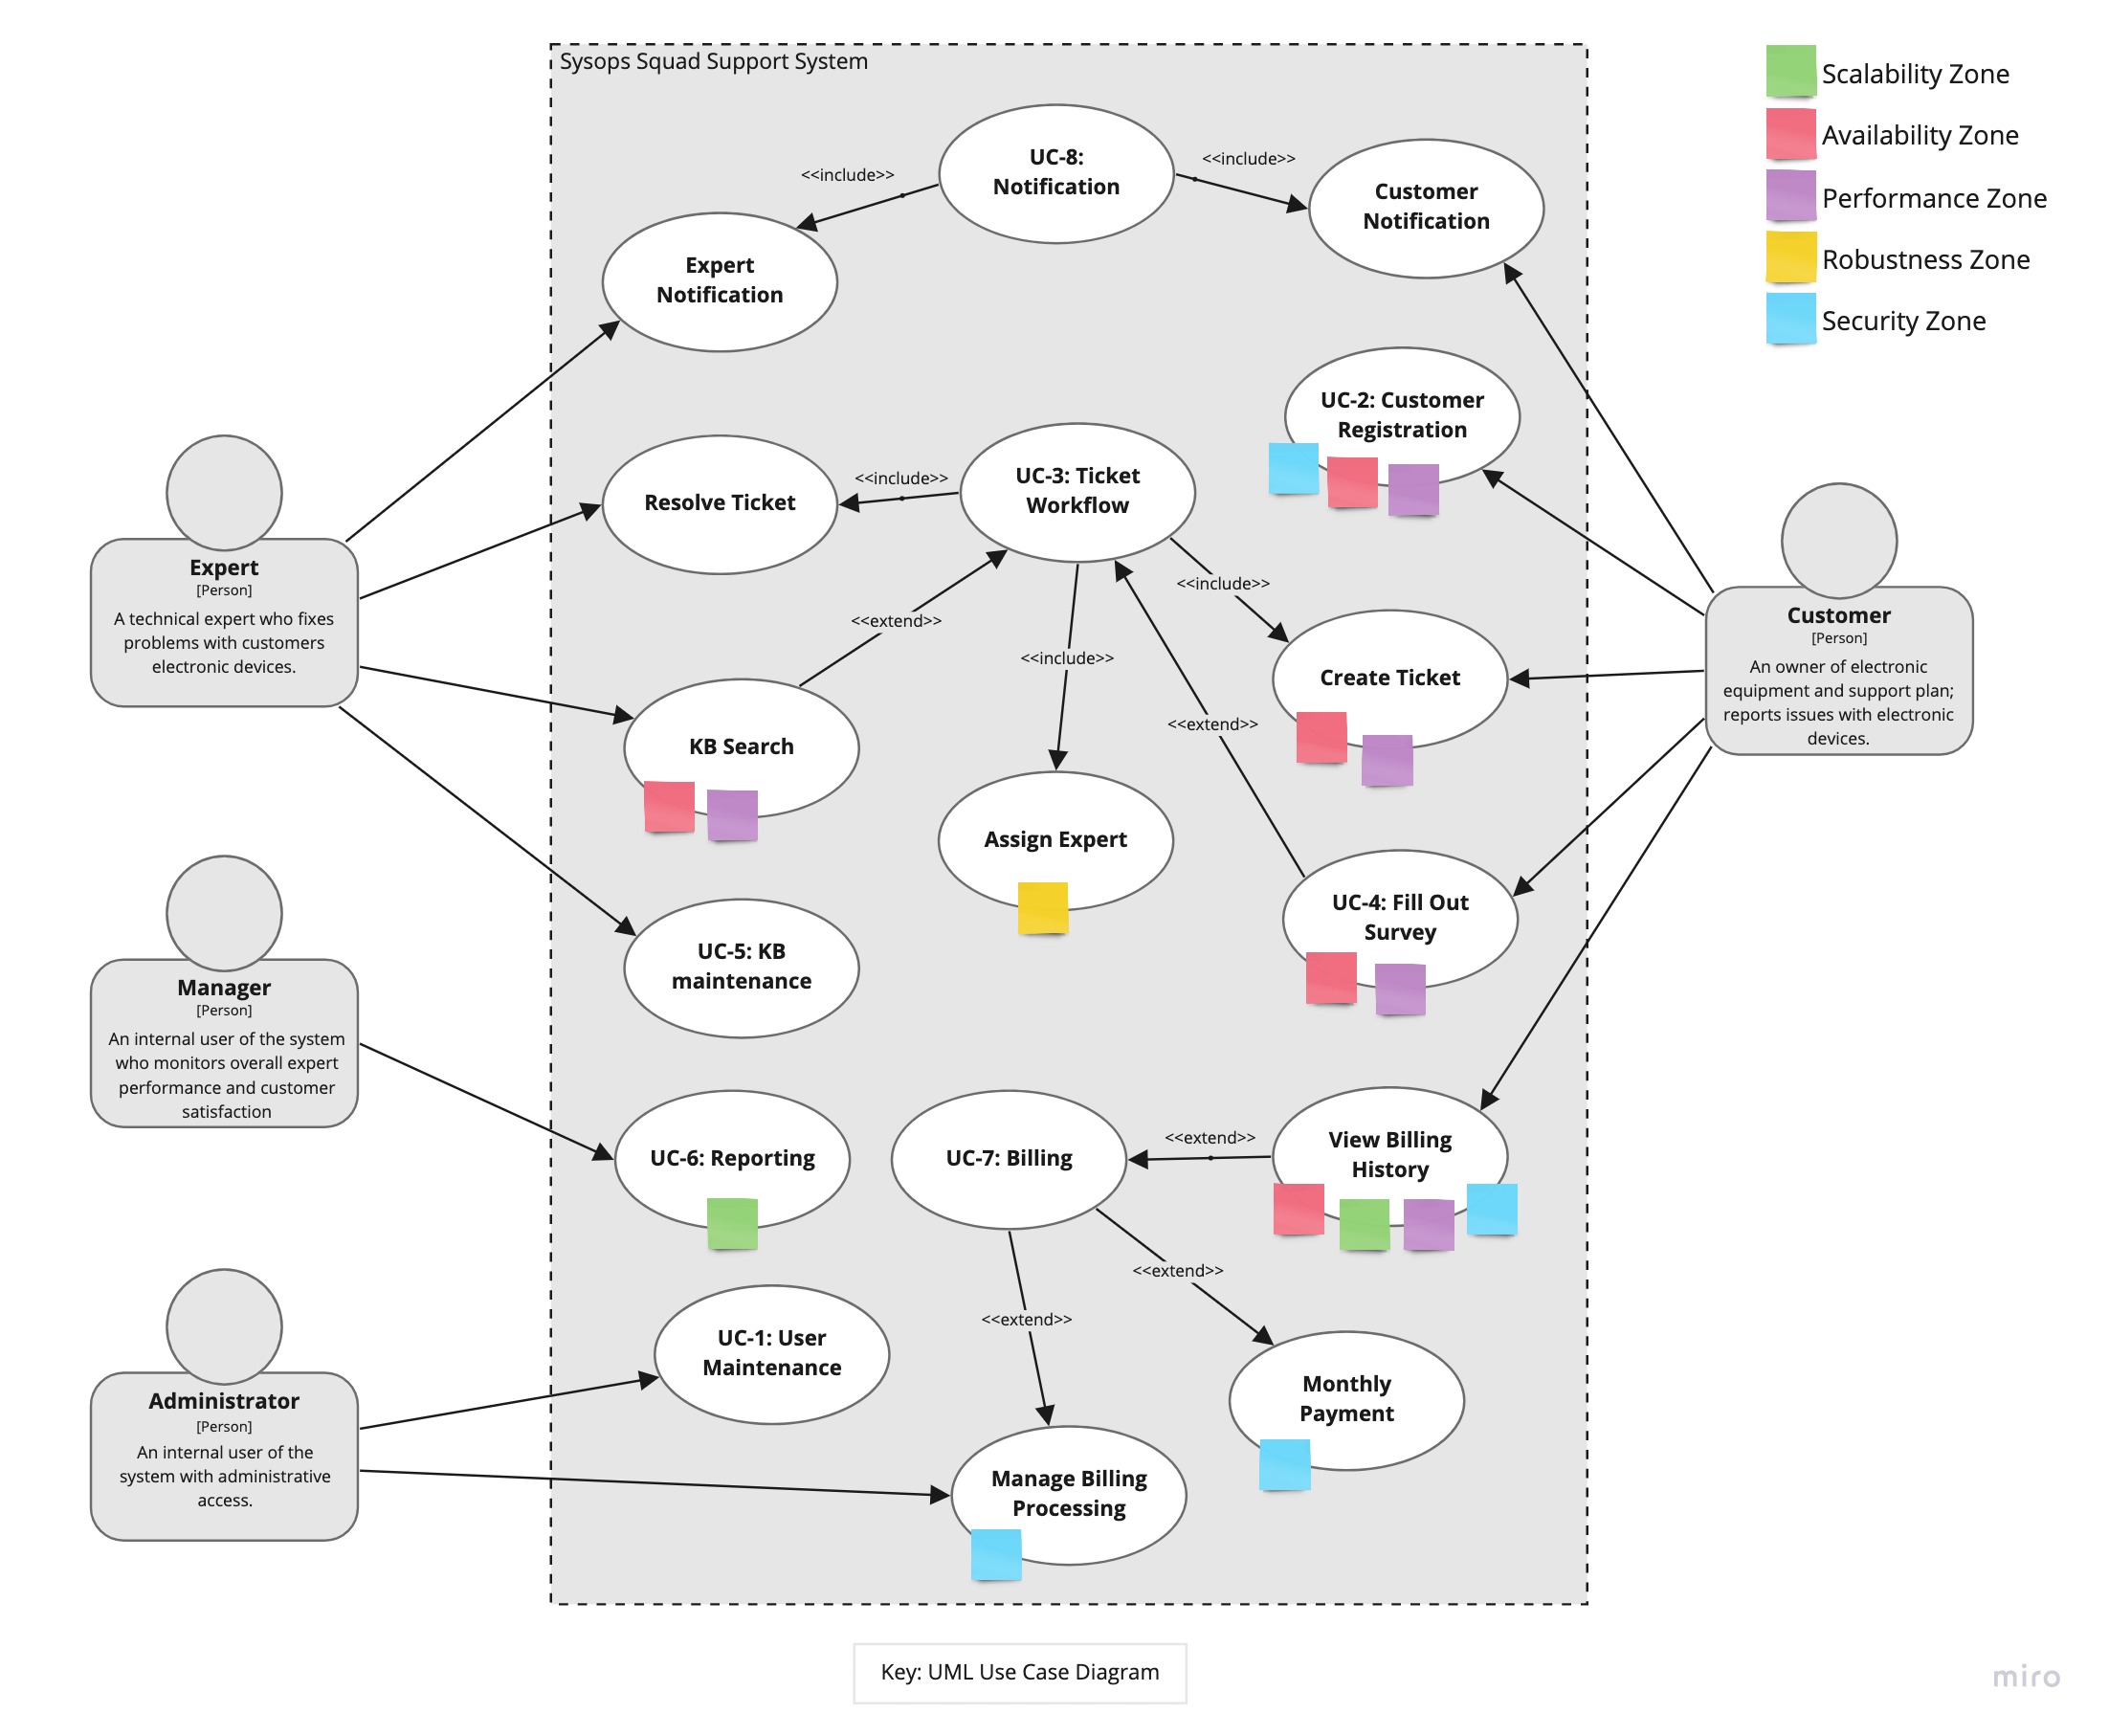 Sysops Squad Support System
Scalability Zone
Availability Zone
Performance Zone
Robustness Zone
Security Zone
UC-8:
Notification
<<include>>
<<include>>
Customer
Notification
Expert
Notification
UC-2: Customer
Registration
UC-3: Ticket
Workflow
<<include>>
Resolve Ticket
Expert
[Person]
A technical expert who fixes
problems with customers
electronic devices.
<<include>>
<<extend>>
<<include>>
Customer
[Person]
An owner of electronic
equipment and support plan;
reports issues with electronic
devices.
Create Ticket
<<extend>>
KB Search
Assign Expert
UC-4: Fill Out
Survey
UC-5: KB
maintenance
Manager
[Person]
An internal user of the system
who monitors overall expert
performance and customer
satisfaction
UC-6: Reporting
UC-7: Billing
<<extend>>
View Billing
History
<<extend>>
<<extend>>
UC-1: User
Maintenance
Monthly
Payment
Administrator
[Person]
An internal user of the
system with administrative
access.
Manage Billing
Processing
Key: UML Use Case Diagram
miro